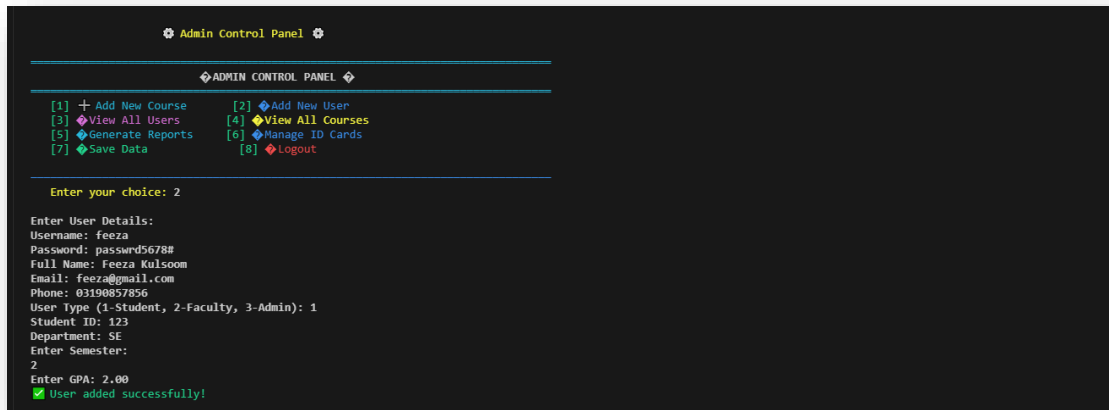 ⚙ Admin Control Panel ⚙
�ADMIN CONTROL PANEL �
[1] ➕ Add New Course [2] �Add New User
[3] �View All Users [4] �View All Courses
[5] �Generate Reports [6] �Manage ID Cards
[7] �Save Data [8] �Logout
Enter your choice: 2
Enter User Details:
Username: feeza
Password: passwrd5678#
Full Name: Feeza Kulsoom
Email: feeza@gmail.com
Phone: 03190857856
User Type (1-Student, 2-Faculty, 3-Admin): 1
Student ID: 123
Department: SE
Enter Semester:
2
Enter GPA: 2.00
✅ User added successfully!